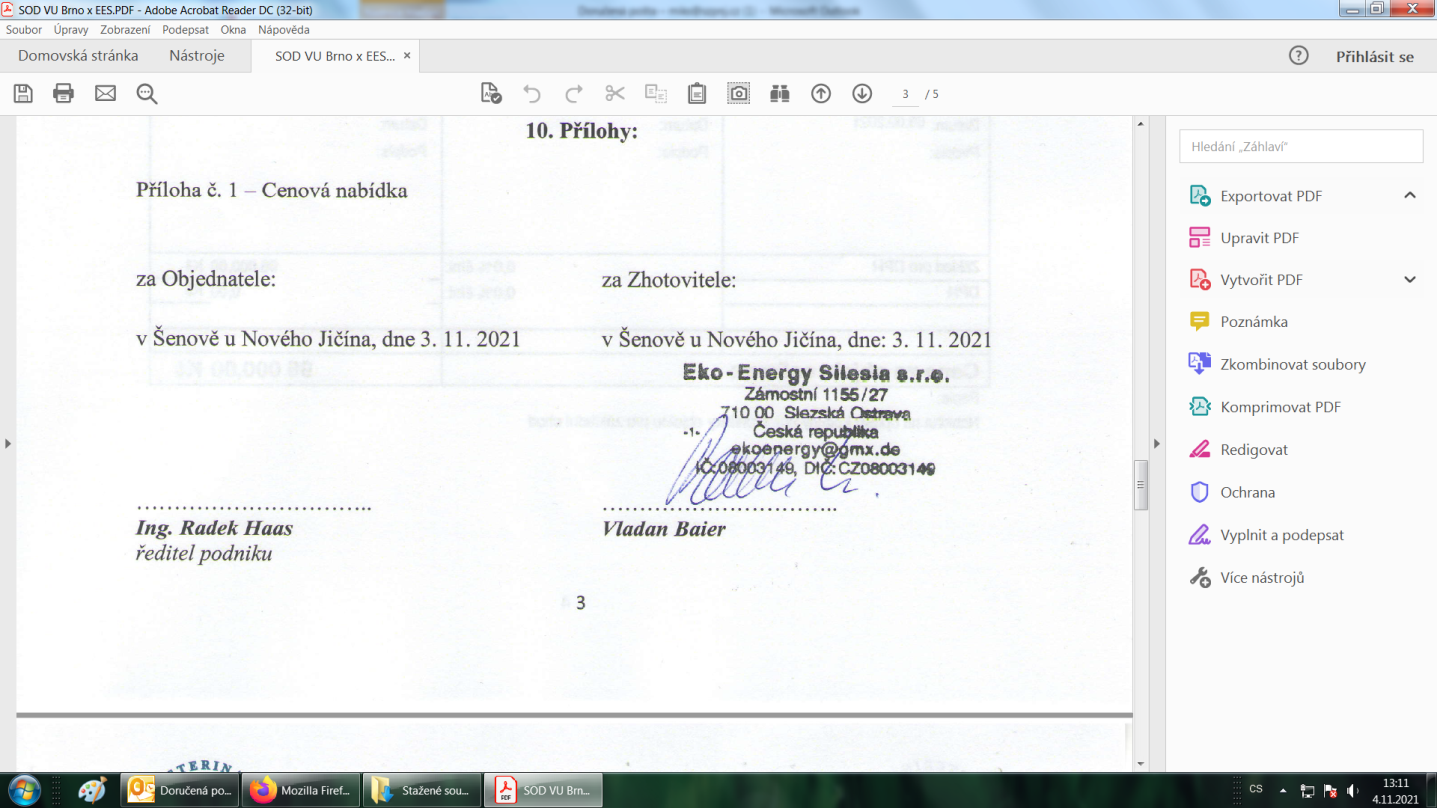 SOD VU Brno x EES.PDF - Adobe Acrobat Reader DC (32-bit)
Soubor Úpravy Zobrazení Podepsat Okna Nápověda
Domovská stránka Nástroje SOD VU Brno x EES... × Přihlásit se
3 / 5
10. Přílohy:
Příloha č. 1 – Cenová nabídka
za Objednatele: za Zhotovitele:
v Šenově u Nového Jičína, dne 3. 11. 2021 v Šenově u Nového Jičína, dne: 3. 11. 2021
Eko - Energy Silesia s.r.o.
Zámostní 1155/27
710 00 Slezská Ostrava
-1- Česká republika
ekoenergy@gmx.de
IČ:08003149, DIČ:CZ08003149
Ing. Radek Haas Vladan Baier
ředitel podniku
3
TERIN
Hledání „Záhlaví“
Exportovat PDF
Upravit PDF
Vytvořit PDF
Poznámka
Zkombinovat soubory
Komprimovat PDF
Redigovat
Ochrana
Vyplnit a podepsat
Více nástrojů
Doručená po... Mozilla Firef... Stažené sou... SOD VU Brn... CS 13:11
4.11.2021